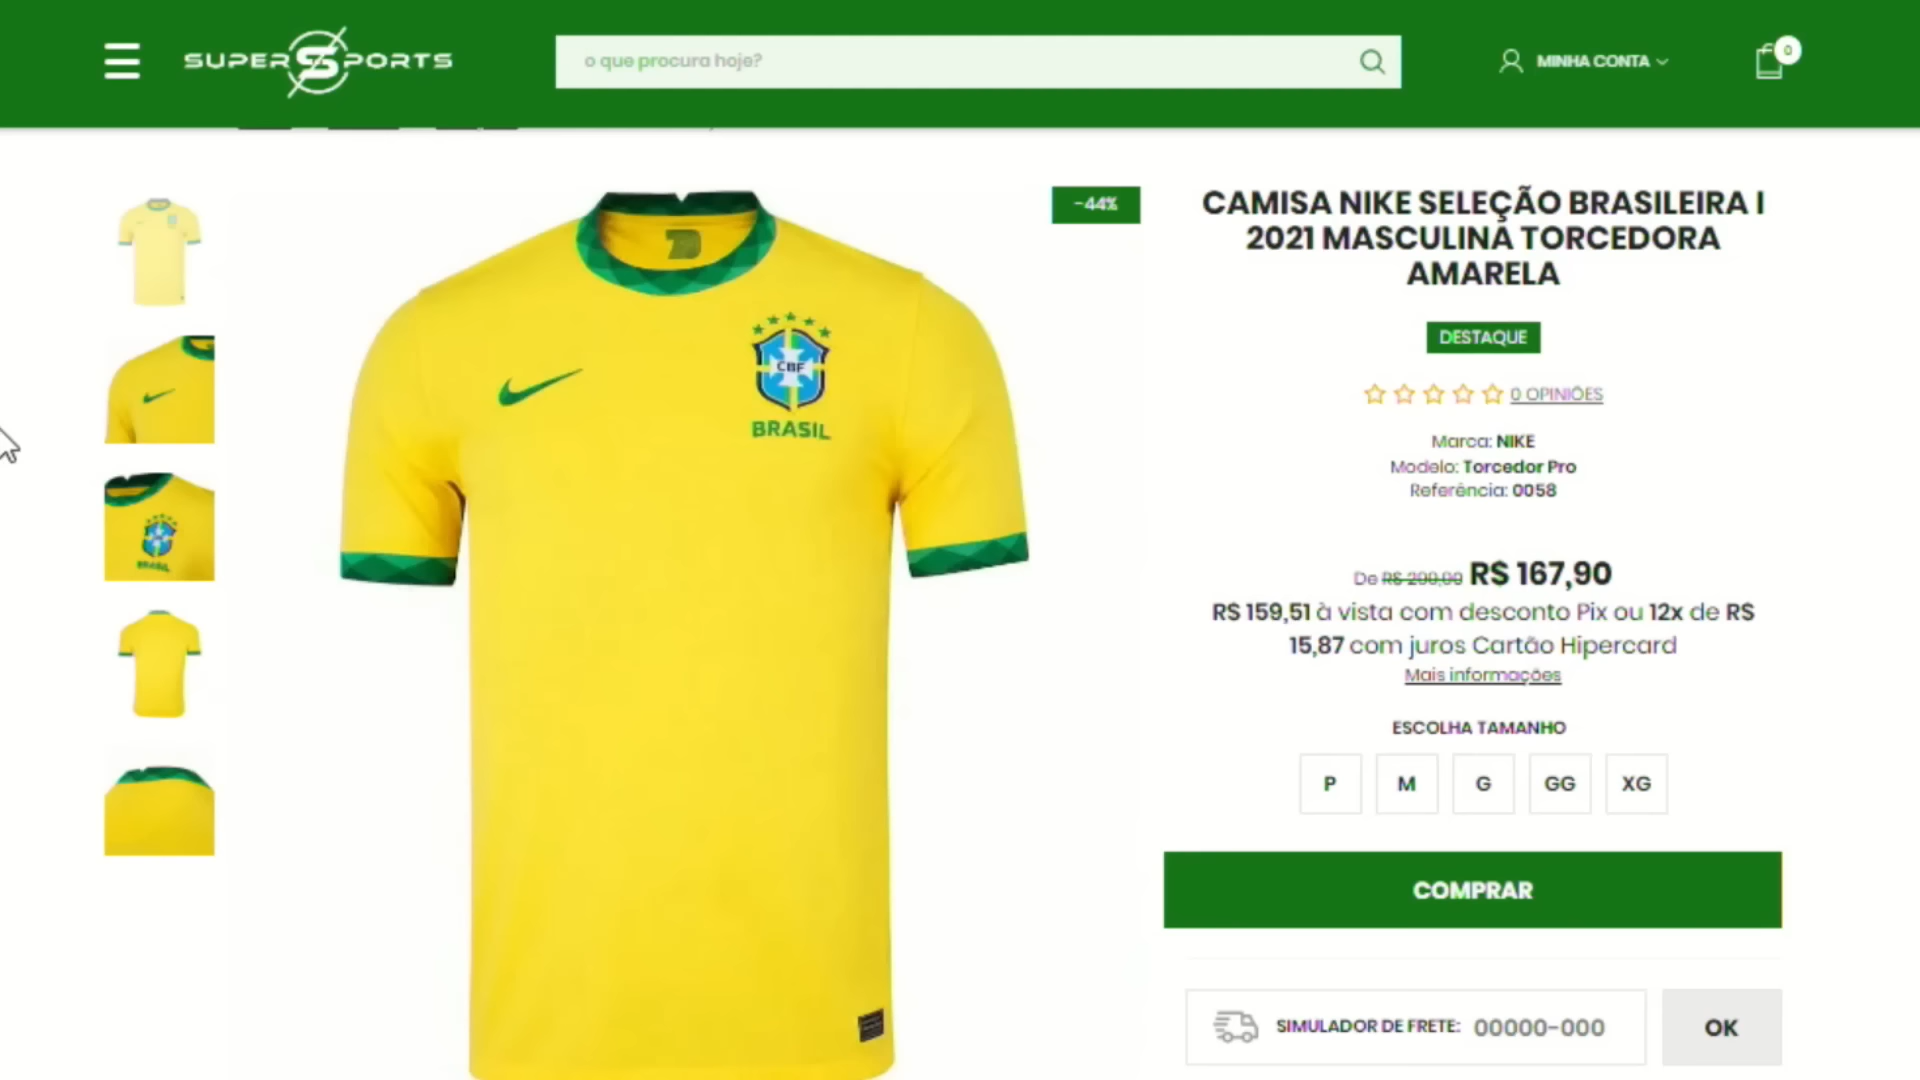 SUPER SPORTS
o que procura hoje?
MINHA CONTA
0
-44%
CAMISA NIKE SELEÇÃO BRASILEIRA I
2021 MASCULINA TORCEDORA
AMARELA
DESTAQUE
0 OPINIÕES
Marca: NIKE
Modelo: Torcedor Pro
Referência: 0058
De R$ 299,90 R$ 167,90
R$ 159,51 à vista com desconto Pix ou 12x de R$
15,87 com juros Cartão Hipercard
Mais informações
ESCOLHA TAMANHO
P M G GG XG
COMPRAR
SIMULADOR DE FRETE: 00000-000
OK
CBF
BRASIL
BRASIL